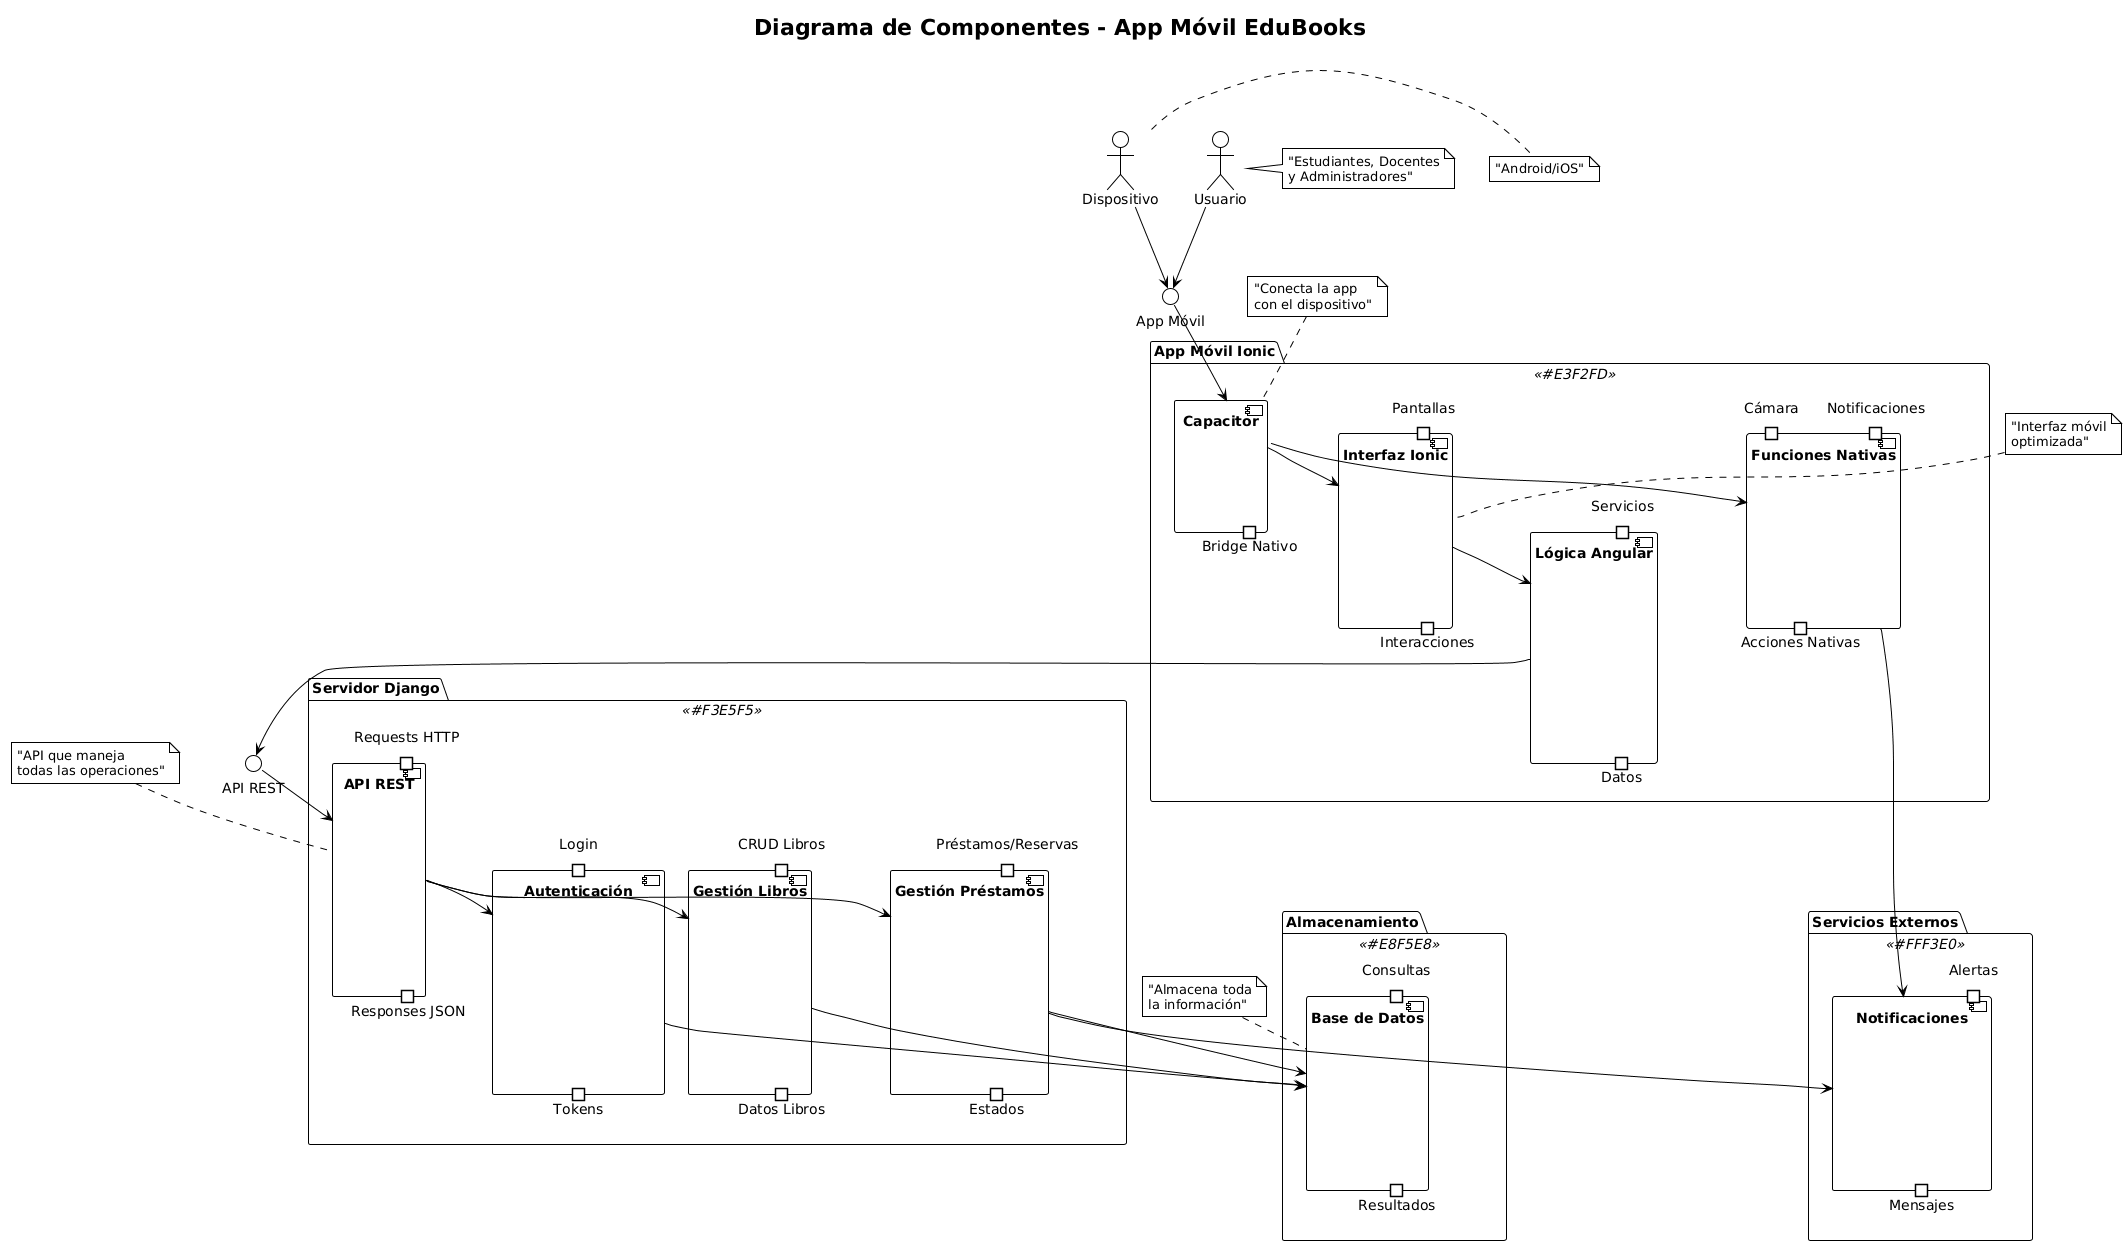 Diagrama de Componentes - App Móvil EduBooks
Dispositivo
Usuario
"Estudiantes, Docentes
y Administradores"
"Android/iOS"
App Móvil
"Conecta la app
con el dispositivo"
App Móvil Ionic
«#E3F2FD»
Capacitor
Bridge Nativo
Pantallas
Interfaz Ionic
Interacciones
Servicios
Lógica Angular
Datos
Cámara
Notificaciones
Funciones Nativas
Acciones Nativas
"Interfaz móvil
optimizada"
Servidor Django
«#F3E5F5»
"API que maneja
todas las operaciones"
API REST
Requests HTTP
API REST
Responses JSON
Login
Autenticación
Tokens
CRUD Libros
Gestión Libros
Datos Libros
Préstamos/Reservas
Gestión Préstamos
Estados
"Almacena toda
la información"
Almacenamiento
«#E8F5E8»
Consultas
Base de Datos
Resultados
Servicios Externos
«#FFF3E0»
Alertas
Notificaciones
Mensajes